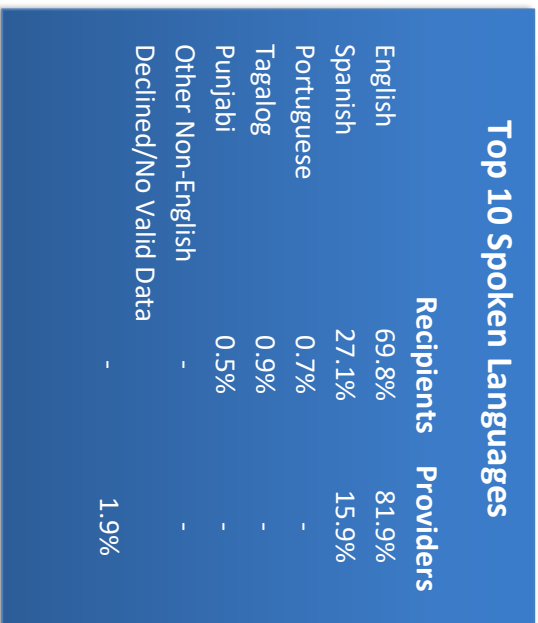 Top 10 Spoken Languages
Recipients Providers
English 69.8% 81.9%
Spanish 27.1% 15.9%
Portuguese 0.7% -
Tagalog 0.9% -
Punjabi 0.5% -
Other Non-English - -
Declined/No Valid Data
- 1.9%